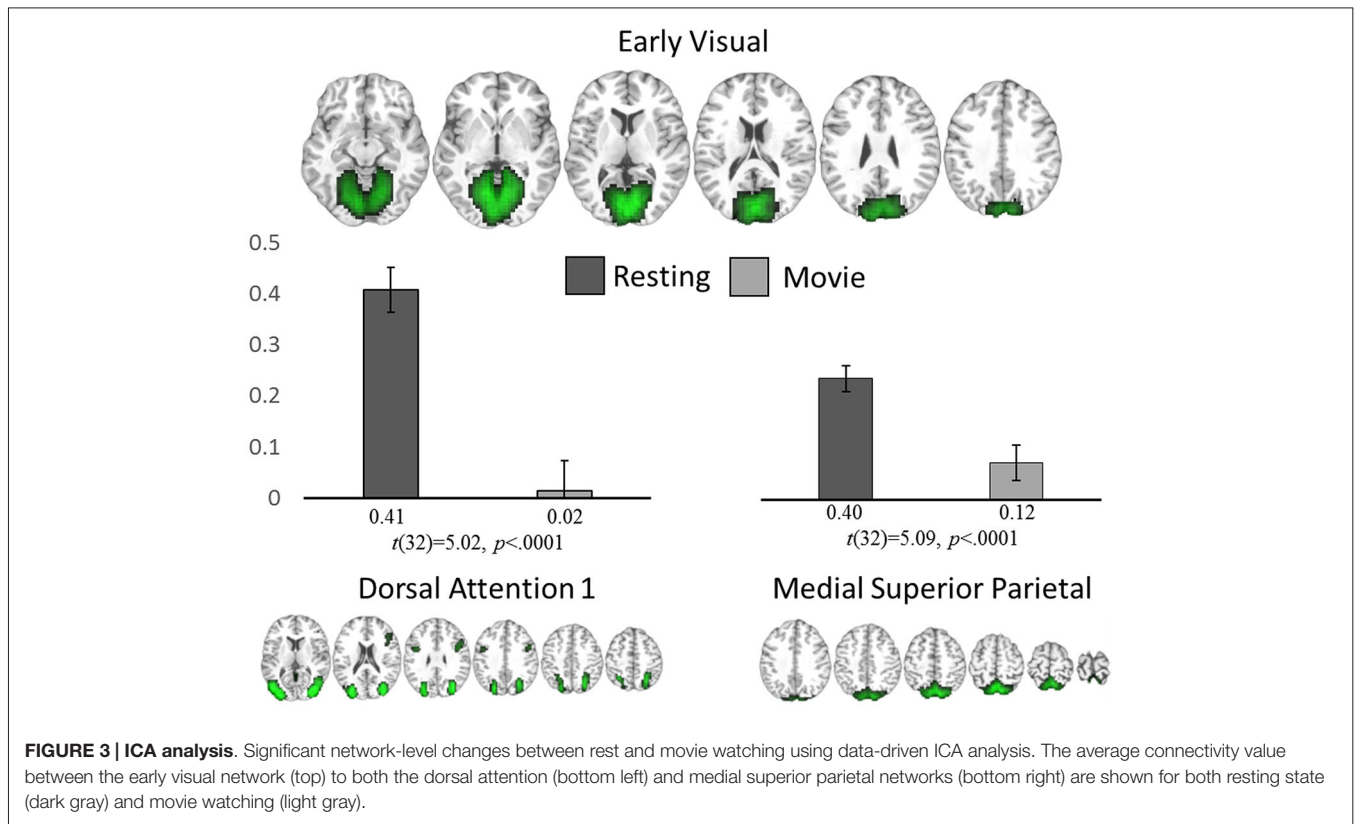 Early Visual
0.5
0.4
0.3
0.2
0.1
0
Resting Movie
0.41 0.02
t(32)=5.02, p<.0001
0.40 0.12
t(32)=5.09, p<.0001
Dorsal Attention 1
Medial Superior Parietal
FIGURE 3 | ICA analysis. Significant network-level changes between rest and movie watching using data-driven ICA analysis. The average connectivity value
between the early visual network (top) to both the dorsal attention (bottom left) and medial superior parietal networks (bottom right) are shown for both resting state
(dark gray) and movie watching (light gray).